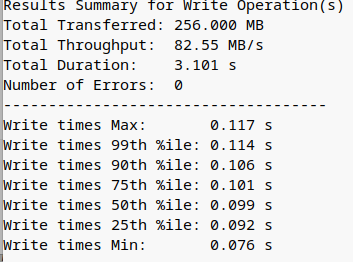 Results Summary for Write Operation(s)
Total Transferred: 256.000 MB
Total Throughput:  82.55 MB/s
Total Duration:    3.101 s
Number of Errors:  0
------------------------------------
Write times Max:       0.117 s
Write times 99th %ile: 0.114 s
Write times 90th %ile: 0.106 s
Write times 75th %ile: 0.101 s
Write times 50th %ile: 0.099 s
Write times 25th %ile: 0.092 s
Write times Min:       0.076 s